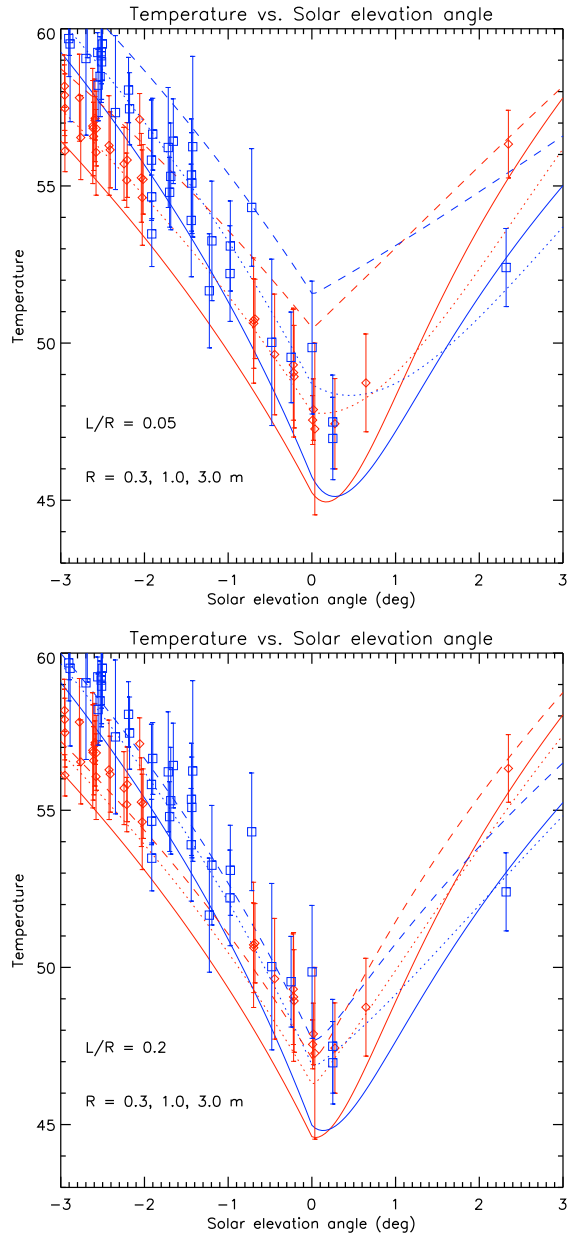 Temperature vs. Solar elevation angle
60
55
50
45
Temperature
L/R = 0.05
R = 0.3, 1.0, 3.0 m
-3 -2 -1 0 1 2 3
Solar elevation angle (deg)
Temperature vs. Solar elevation angle
60
55
50
45
Temperature
L/R = 0.2
R = 0.3, 1.0, 3.0 m
-3 -2 -1 0 1 2 3
Solar elevation angle (deg)